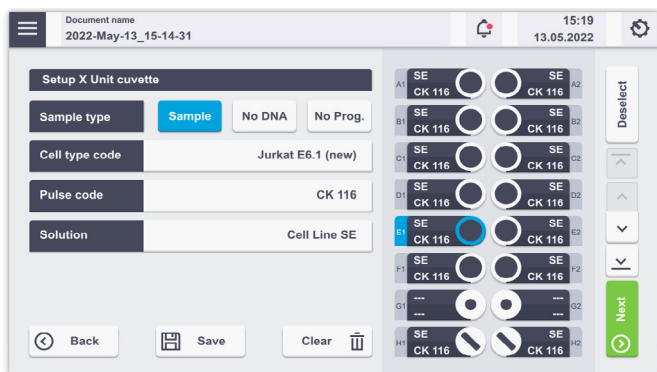 Document name
2022-May-13_15-14-31
15:19
13.05.2022
Setup X Unit cuvette
Sample type
Sample
No DNA
No Prog.
Cell type code
Jurkat E6.1 (new)
Pulse code
CK 116
Solution
Cell Line SE
Back
Save
Clear
A1
SE
CK 116
SE
CK 116
A2
B1
SE
CK 116
SE
CK 116
B2
C1
SE
CK 116
SE
CK 116
C2
D1
SE
CK 116
SE
CK 116
D2
E1
SE
CK 116
SE
CK 116
E2
F1
SE
CK 116
SE
CK 116
F2
G1
---
---
---
---
G2
H1
SE
CK 116
SE
CK 116
H2
Deselect
Next